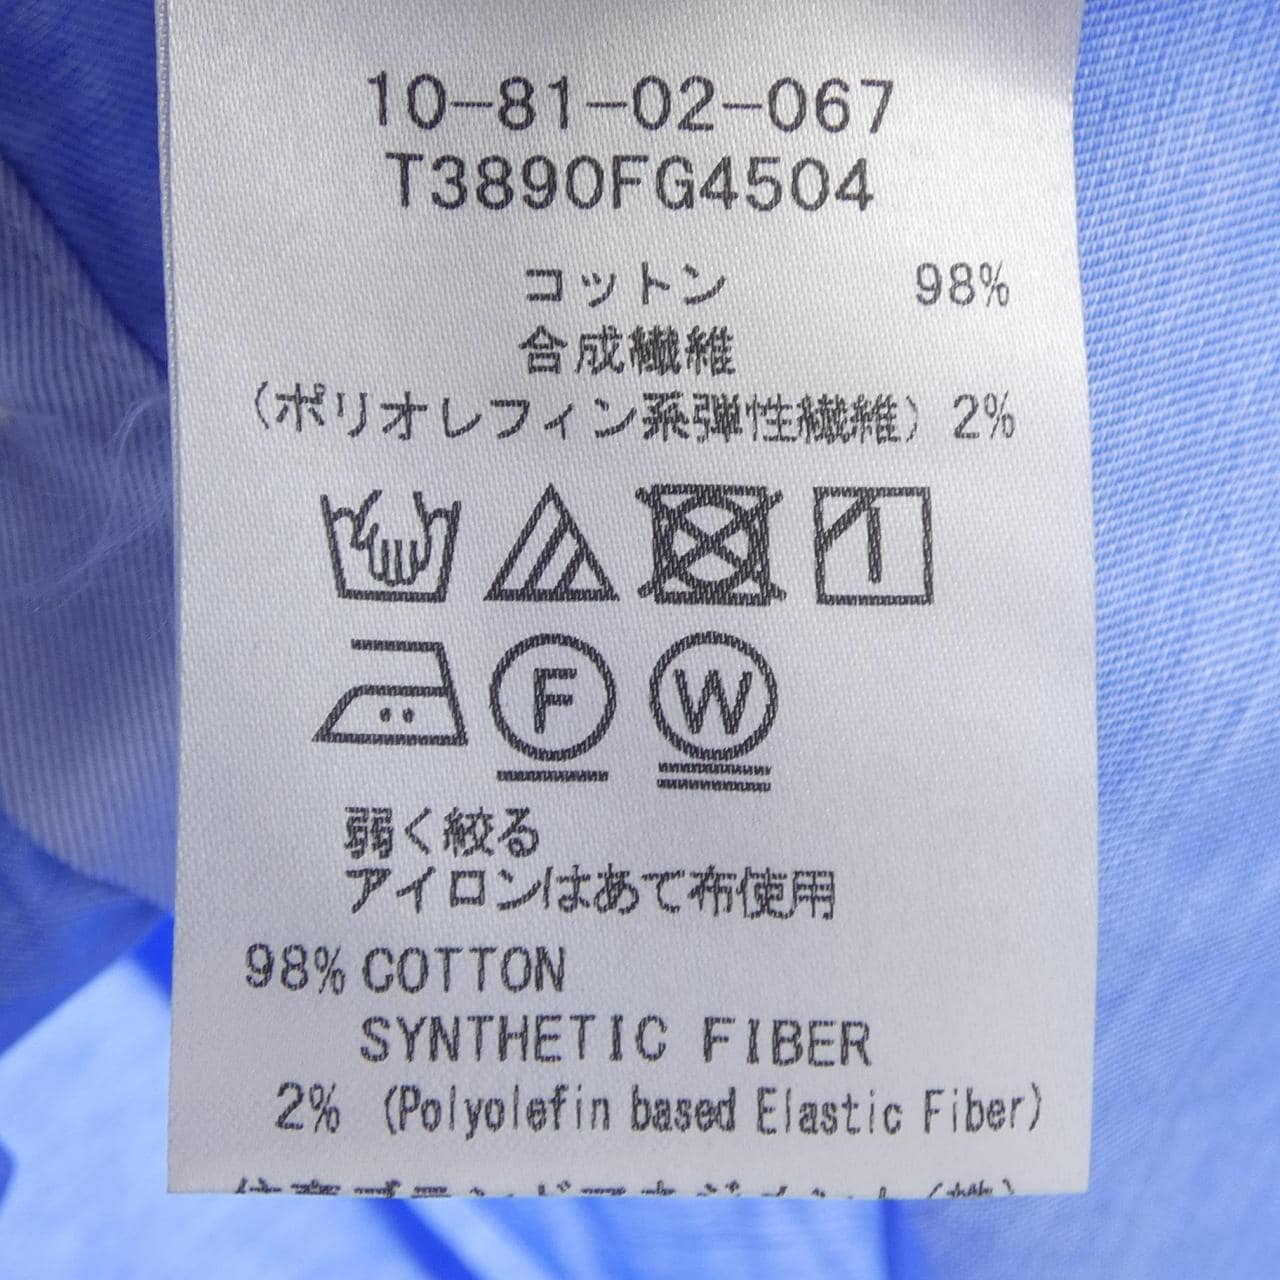 10-81-02-067
T3890FG4504
コットン 98%
合成繊維
(ポリオレフィン系弾性繊維) 2%
F W
弱く絞る
アイロンはあて布使用
98% COTTON
SYNTHETIC FIBER
2% (Polyolefin based Elastic Fiber)